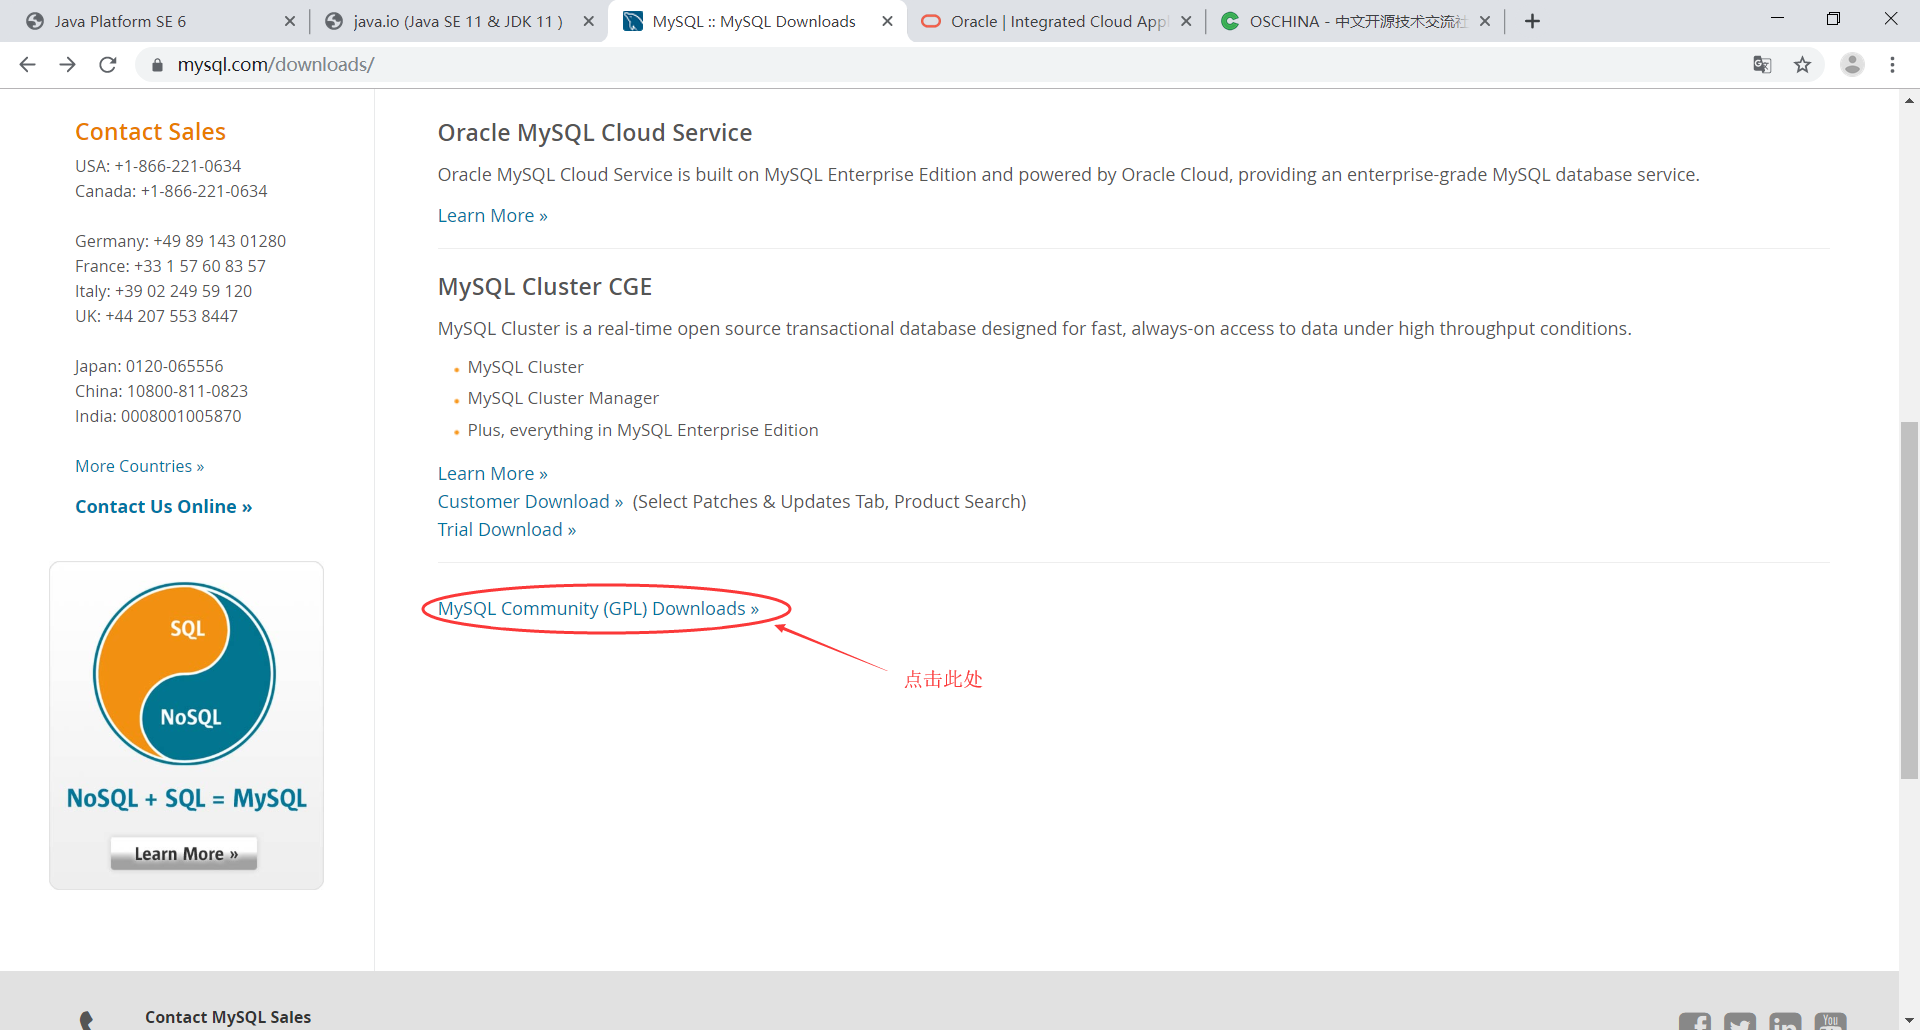 Java Platform SE 6
java.io (Java SE 11 & JDK 11 )
MySQL :: MySQL Downloads
Oracle | Integrated Cloud Appl
OSCHINA - 中文开源技术交流社
mysql.com/downloads/
Contact Sales
USA: +1-866-221-0634
Canada: +1-866-221-0634
Germany: +49 89 143 01280
France: +33 1 57 60 83 57
Italy: +39 02 249 59 120
UK: +44 207 553 8447
Japan: 0120-065556
China: 10800-811-0823
India: 0008001005870
More Countries »
Contact Us Online »
SQL
NoSQL
NoSQL + SQL = MySQL
Learn More »
Oracle MySQL Cloud Service
Oracle MySQL Cloud Service is built on MySQL Enterprise Edition and powered by Oracle Cloud, providing an enterprise-grade MySQL database service.
Learn More »
MySQL Cluster CGE
MySQL Cluster is a real-time open source transactional database designed for fast, always-on access to data under high throughput conditions.
MySQL Cluster
MySQL Cluster Manager
Plus, everything in MySQL Enterprise Edition
Learn More »
Customer Download » (Select Patches & Updates Tab, Product Search)
Trial Download »
MySQL Community (GPL) Downloads »
点击此处
Contact MySQL Sales
You